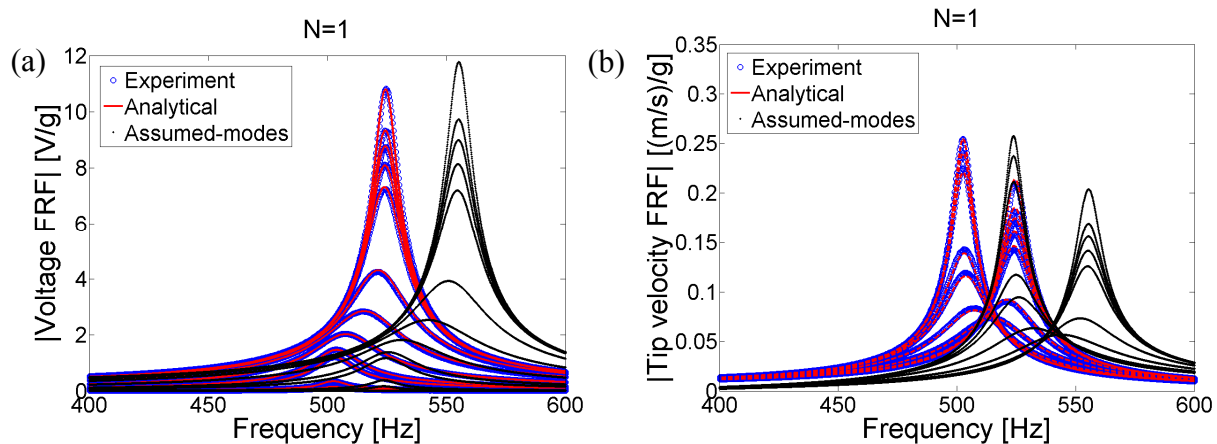 (a)
N=1
|Voltage FRF| [V/g]
12
10
8
6
4
2
0
Experiment
Analytical
Assumed-modes
400
450
500
550
600
Frequency [Hz]
(b)
N=1
|Tip velocity FRF| [(m/s)/g]
0.35
0.3
0.25
0.2
0.15
0.1
0.05
0
Experiment
Analytical
Assumed-modes
400
450
500
550
600
Frequency [Hz]